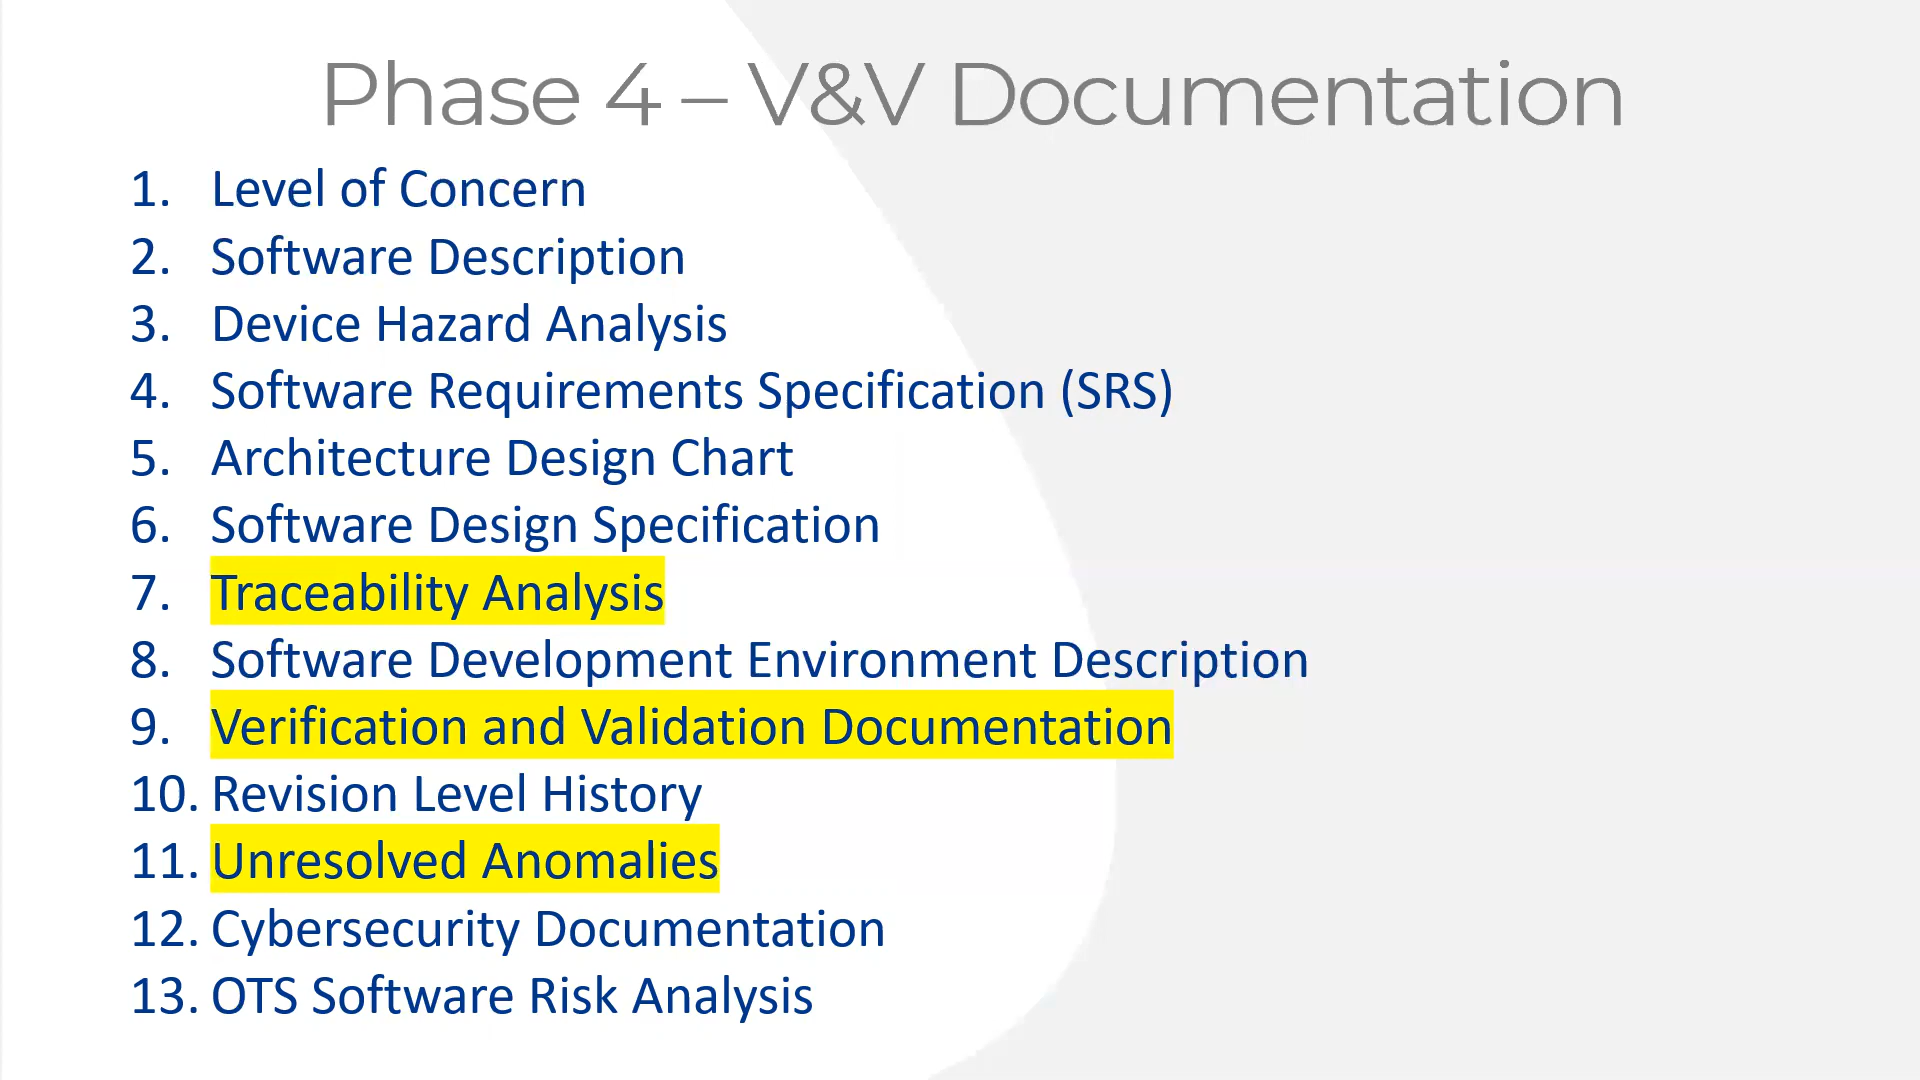 Phase 4 – V&V Documentation
1. Level of Concern
2. Software Description
3. Device Hazard Analysis
4. Software Requirements Specification (SRS)
5. Architecture Design Chart
6. Software Design Specification
7. Traceability Analysis
8. Software Development Environment Description
9. Verification and Validation Documentation
10. Revision Level History
11. Unresolved Anomalies
12. Cybersecurity Documentation
13. OTS Software Risk Analysis